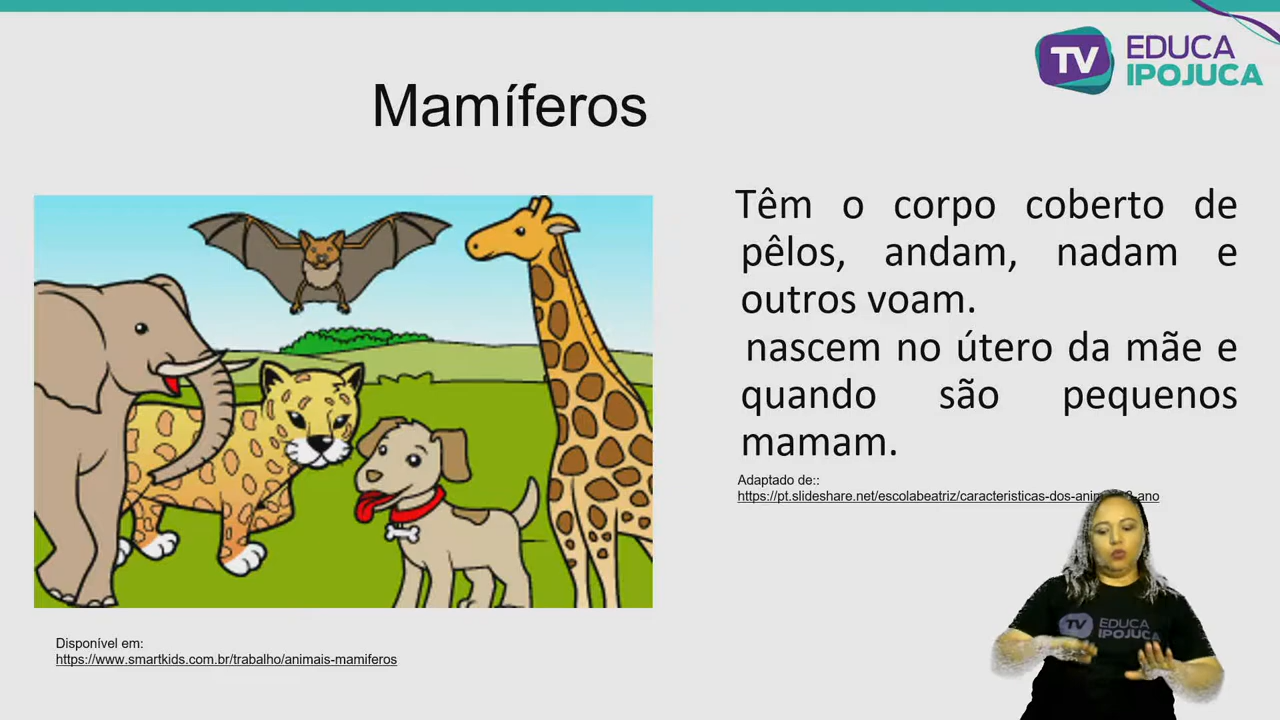 TV EDUCA
IPOJUCA
Mamíferos
Têm o corpo coberto de
pêlos, andam, nadam e
outros voam.
nascem no útero da mãe e
quando são pequenos
mamam.
Adaptado de::
https://pt.slideshare.net/escolabeatriz/caracteristicas-dos-ani
ano
Disponível em:
https://www.smartkids.com.br/trabalho/animais-mamiferos
TV EDUCA
IPOJUCA